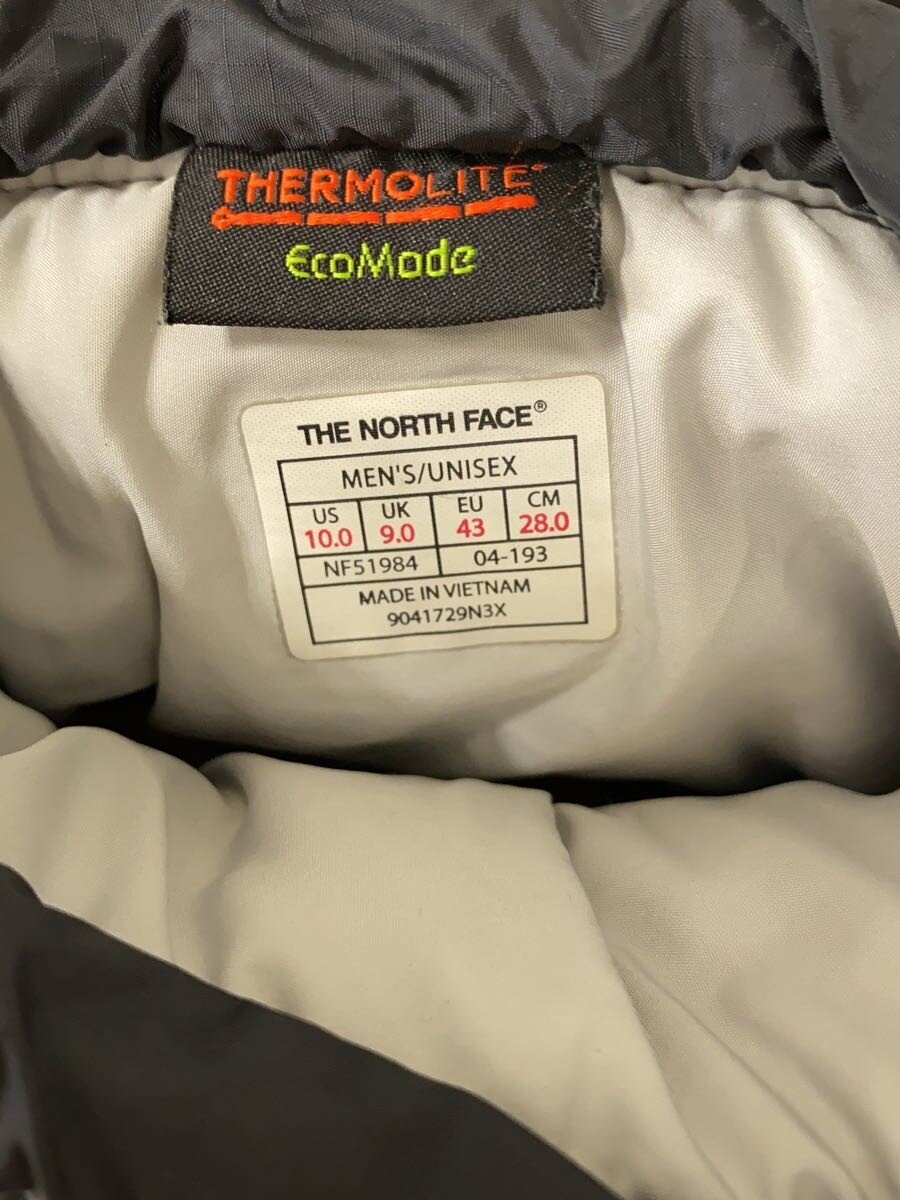 THERMOLITE
EcoMade
THE NORTH FACE®
MEN'S/UNISEX
US UK EU CM
10.0 9.0 43 28.0
NF51984 04-193
MADE IN VIETNAM
9041729N3X